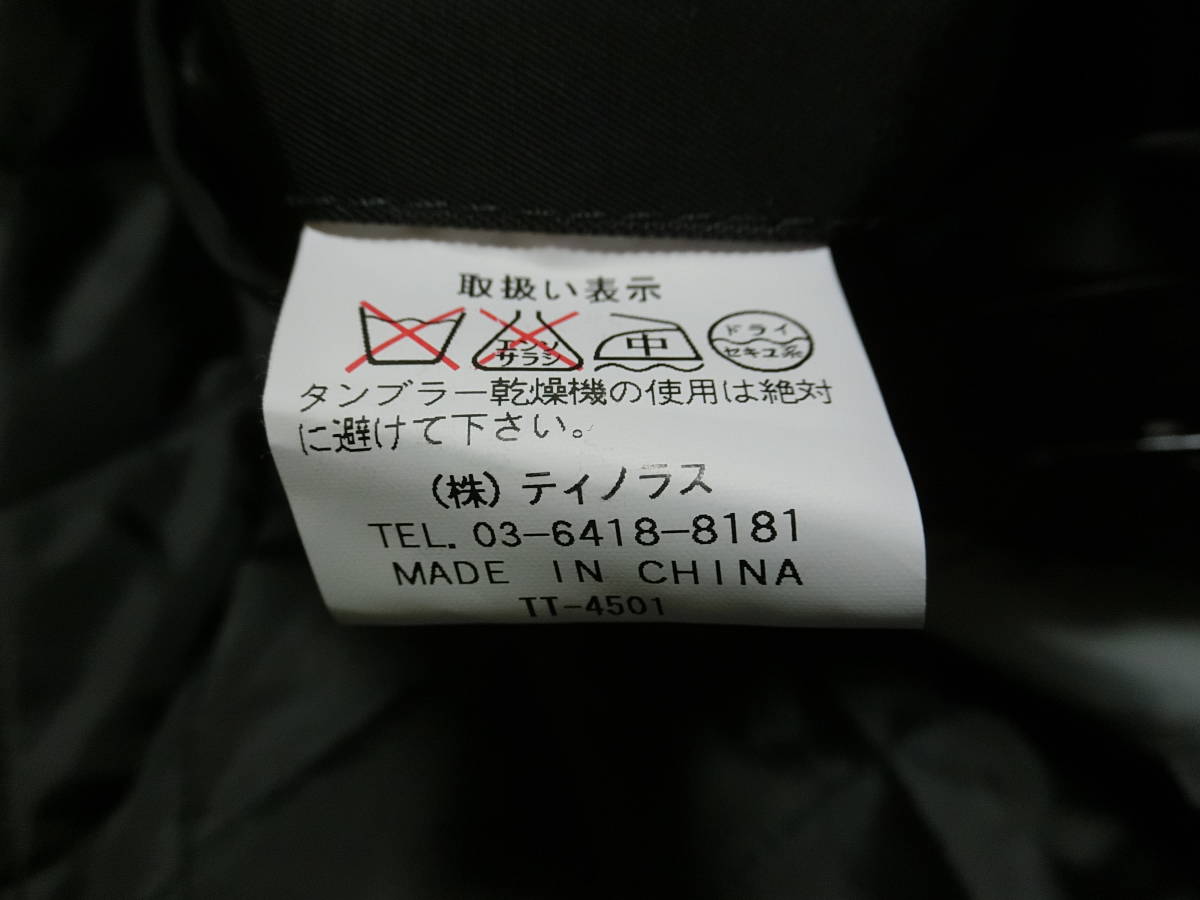 取扱い表示
エンソ 中 ドライ
サラシ セキユ系
タンブラー乾燥機の使用は絶対
に避けて下さい。
(株)ティノラス
TEL. 03-6418-8181
MADE IN CHINA
TT-4501